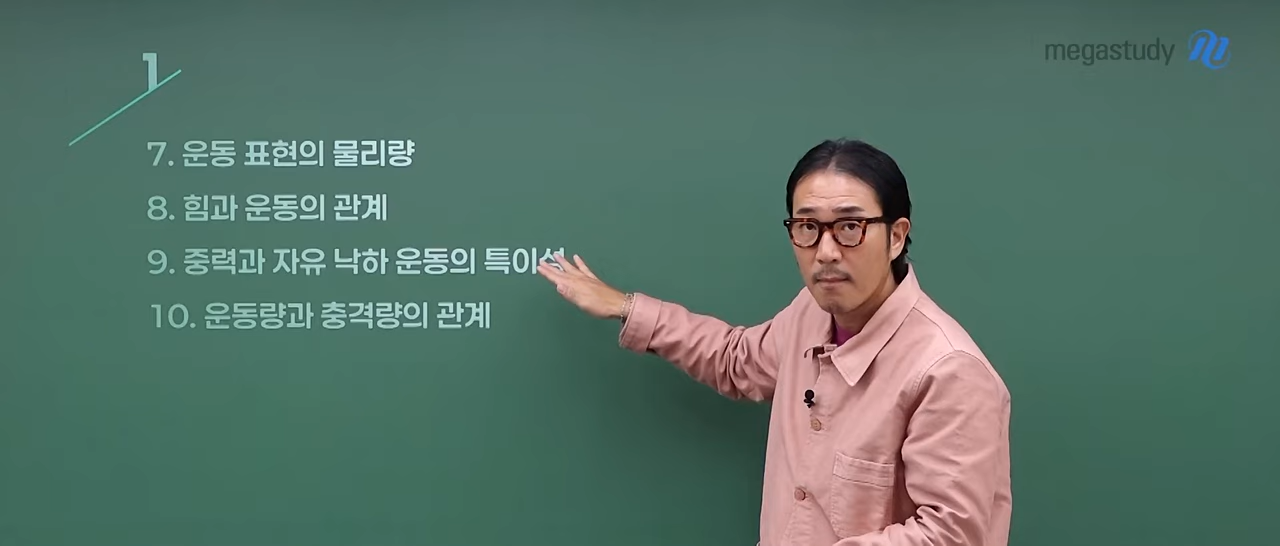 megastudy
1
7. 운동 표현의 물리량
8. 힘과 운동의 관계
9. 중력과 자유 낙하 운동의 특이성
10. 운동량과 충격량의 관계